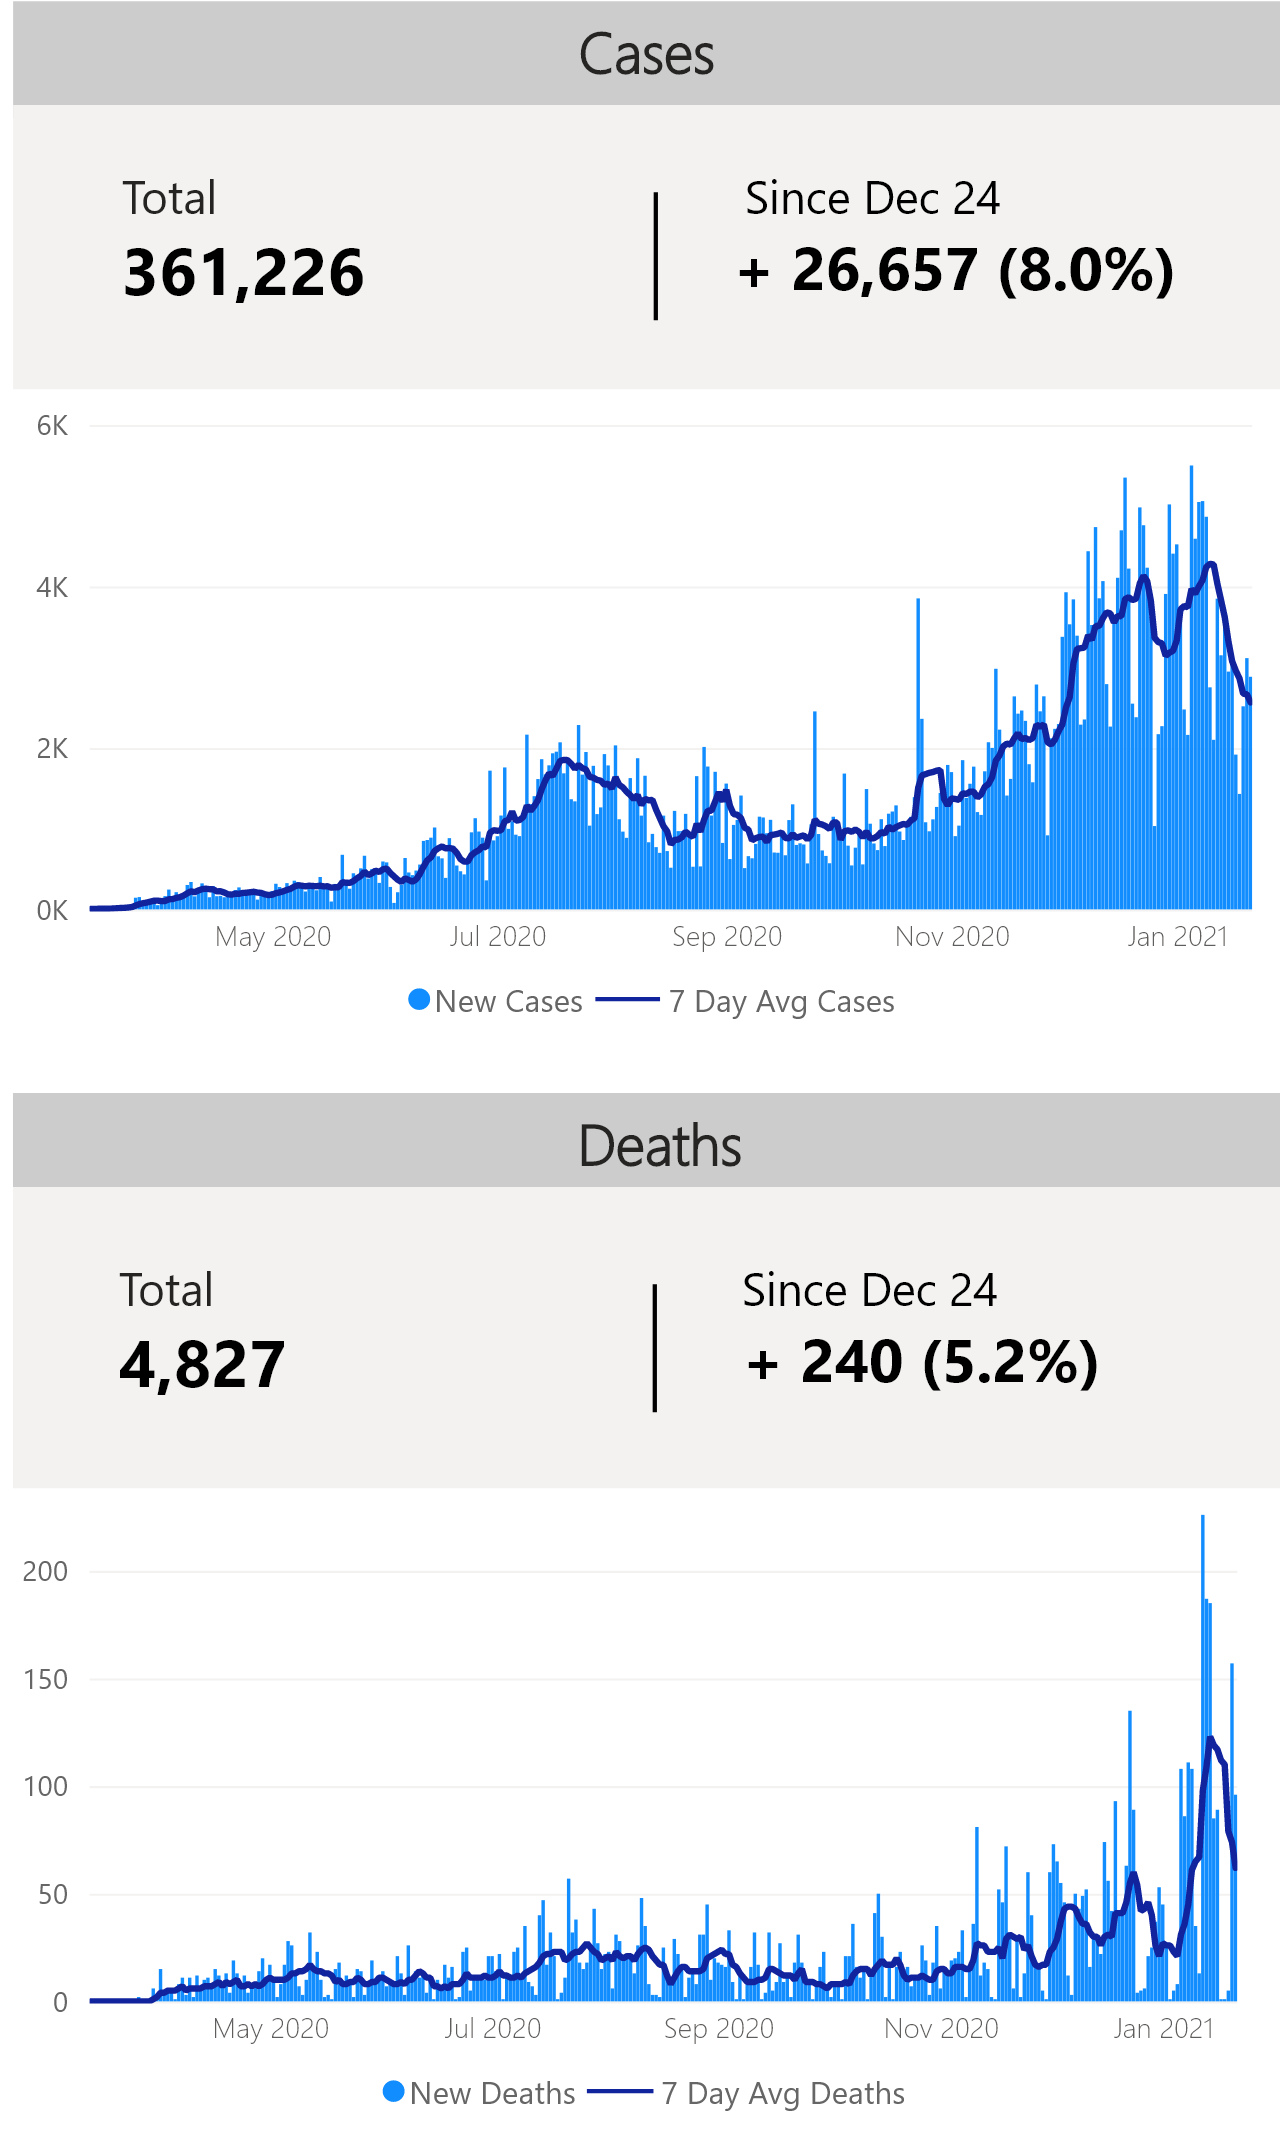 Cases
Total
Since Dec 24
361,226
+ 26,657 (8.0%)
6K
4K
2K
0K
May 2020
Jul 2020
Sep 2020
Nov 2020
Jan 2021
New Cases
7 Day Avg Cases
Deaths
Total
Since Dec 24
4,827
+ 240 (5.2%)
200
150
100
50
0
May 2020
Jul 2020
Sep 2020
Nov 2020
Jan 2021
New Deaths
7 Day Avg Deaths